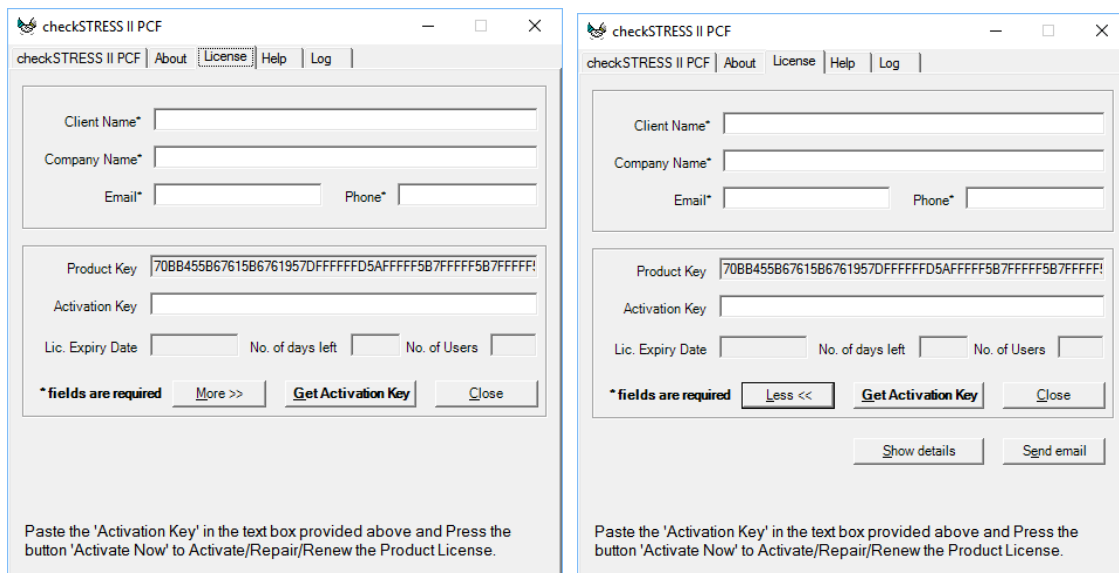 checkSTRESS II PCF
checkSTRESS II PCF About License Help Log
Client Name*
Company Name*
Email* Phone*
Product Key 70BB455B67615B6761957DFFFFFFD5AFFFFF5B7FFFFF5B7FFFFF
Activation Key
Lic. Expiry Date No. of days left No. of Users
* fields are required More >> Get Activation Key Close
Paste the 'Activation Key' in the text box provided above and Press the
button 'Activate Now' to Activate/Repair/Renew the Product License.
checkSTRESS II PCF
checkSTRESS II PCF About License Help Log
Client Name*
Company Name*
Email* Phone*
Product Key 70BB455B67615B6761957DFFFFFFD5AFFFFF5B7FFFFF5B7FFFFF
Activation Key
Lic. Expiry Date No. of days left No. of Users
* fields are required Less << Get Activation Key Close
Show details Send email
Paste the 'Activation Key' in the text box provided above and Press the
button 'Activate Now' to Activate/Repair/Renew the Product License.